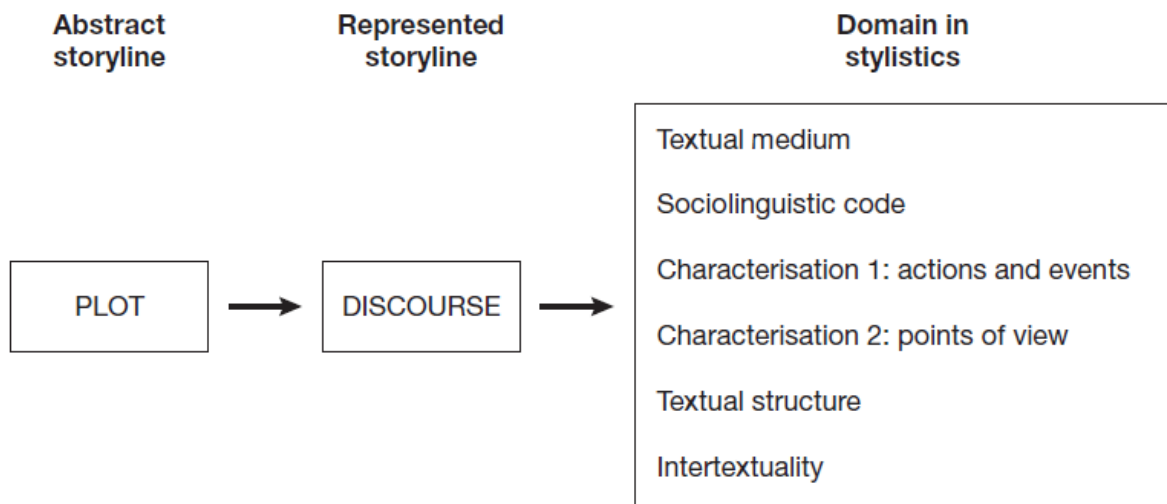 Abstract
storyline
Represented
storyline
Domain in
stylistics
PLOT
DISCOURSE
Textual medium
Sociolinguistic code
Characterisation 1: actions and events
Characterisation 2: points of view
Textual structure
Intertextuality